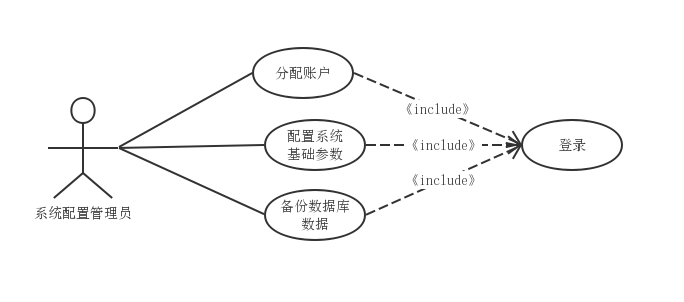 分配账户
《include》
配置系统
基础参数
《include》
登录
《include》
备份数据库
数据
系统配置管理员